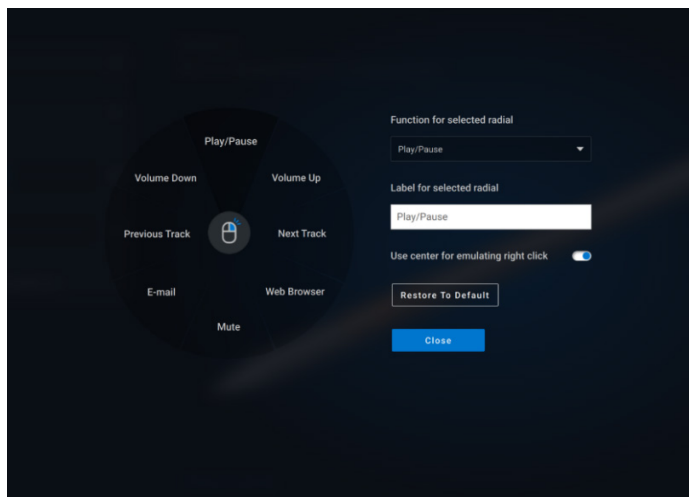 Play/Pause
Volume Down
Volume Up
Previous Track
Next Track
E-mail
Web Browser
Mute
Function for selected radial
Play/Pause
Label for selected radial
Play/Pause
Use center for emulating right click
Restore To Default
Close